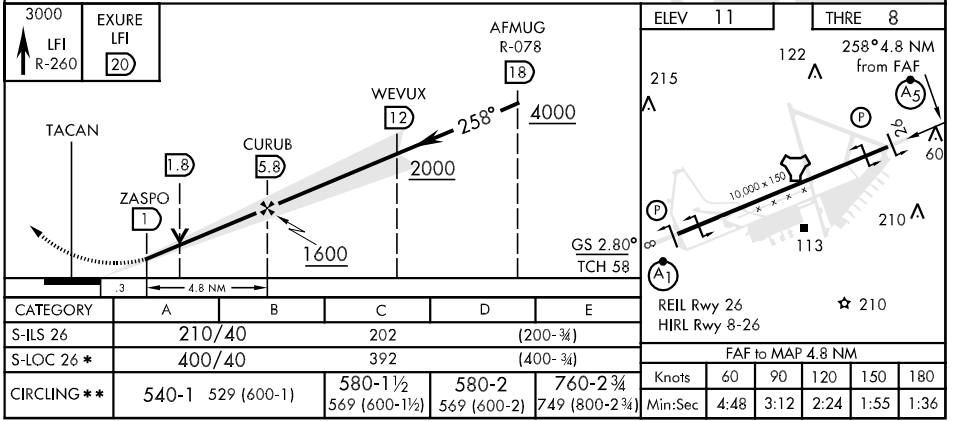 3000
LFI
R-260
EXURE
LFI
20
AFMUG
R-078
18
4000
258°
WEVUX
12
2000
TACAN
1.8
CURUB
5.8
ZASPO
1
1600
GS 2.80°
TCH 58
.3
4.8 NM
CATEGORY A B C D E
S-ILS 26 210/40 202 (200-¾)
S-LOC 26 * 400/40 392 (400-¾)
CIRCLING ** 540-1 529 (600-1) 580-1½ 569 (600-1½) 580-2 569 (600-2) 760-2¾ 749 (800-2¾)
ELEV 11 THRE 8
258° 4.8 NM
from FAF
122
215
A5
P
26
60
10,000 x 150
x x x x
P
8
210
113
A1
210
REIL Rwy 26
HIRL Rwy 8-26
FAF to MAP 4.8 NM
Knots 60 90 120 150 180
Min:Sec 4:48 3:12 2:24 1:55 1:36